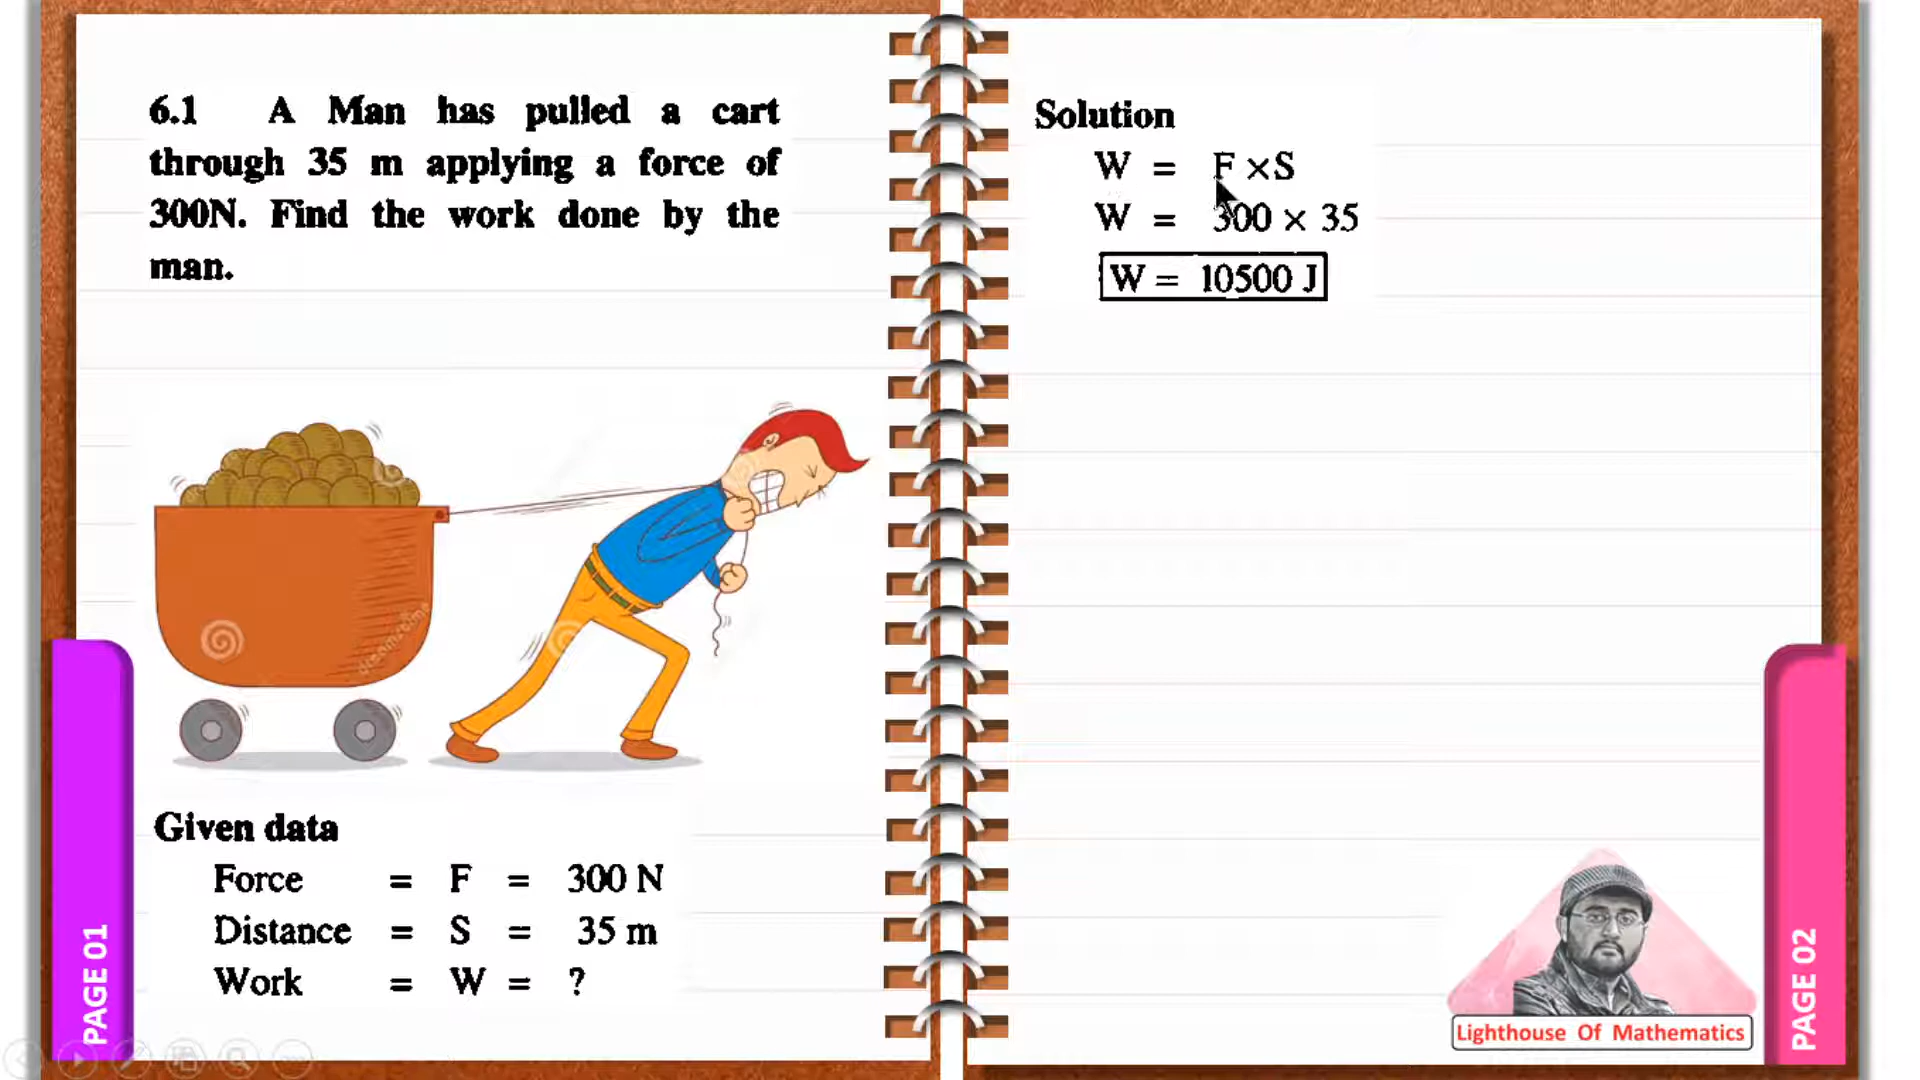 6.1 A Man has pulled a cart
through 35 m applying a force of
300N. Find the work done by the
man.
dreamstime
Given data
Force = F = 300 N
Distance = S = 35 m
Work = W = ?
PAGE 01
Solution
W = F ×S
W = 300 × 35
W = 10500 J
Lighthouse Of Mathematics
PAGE 02